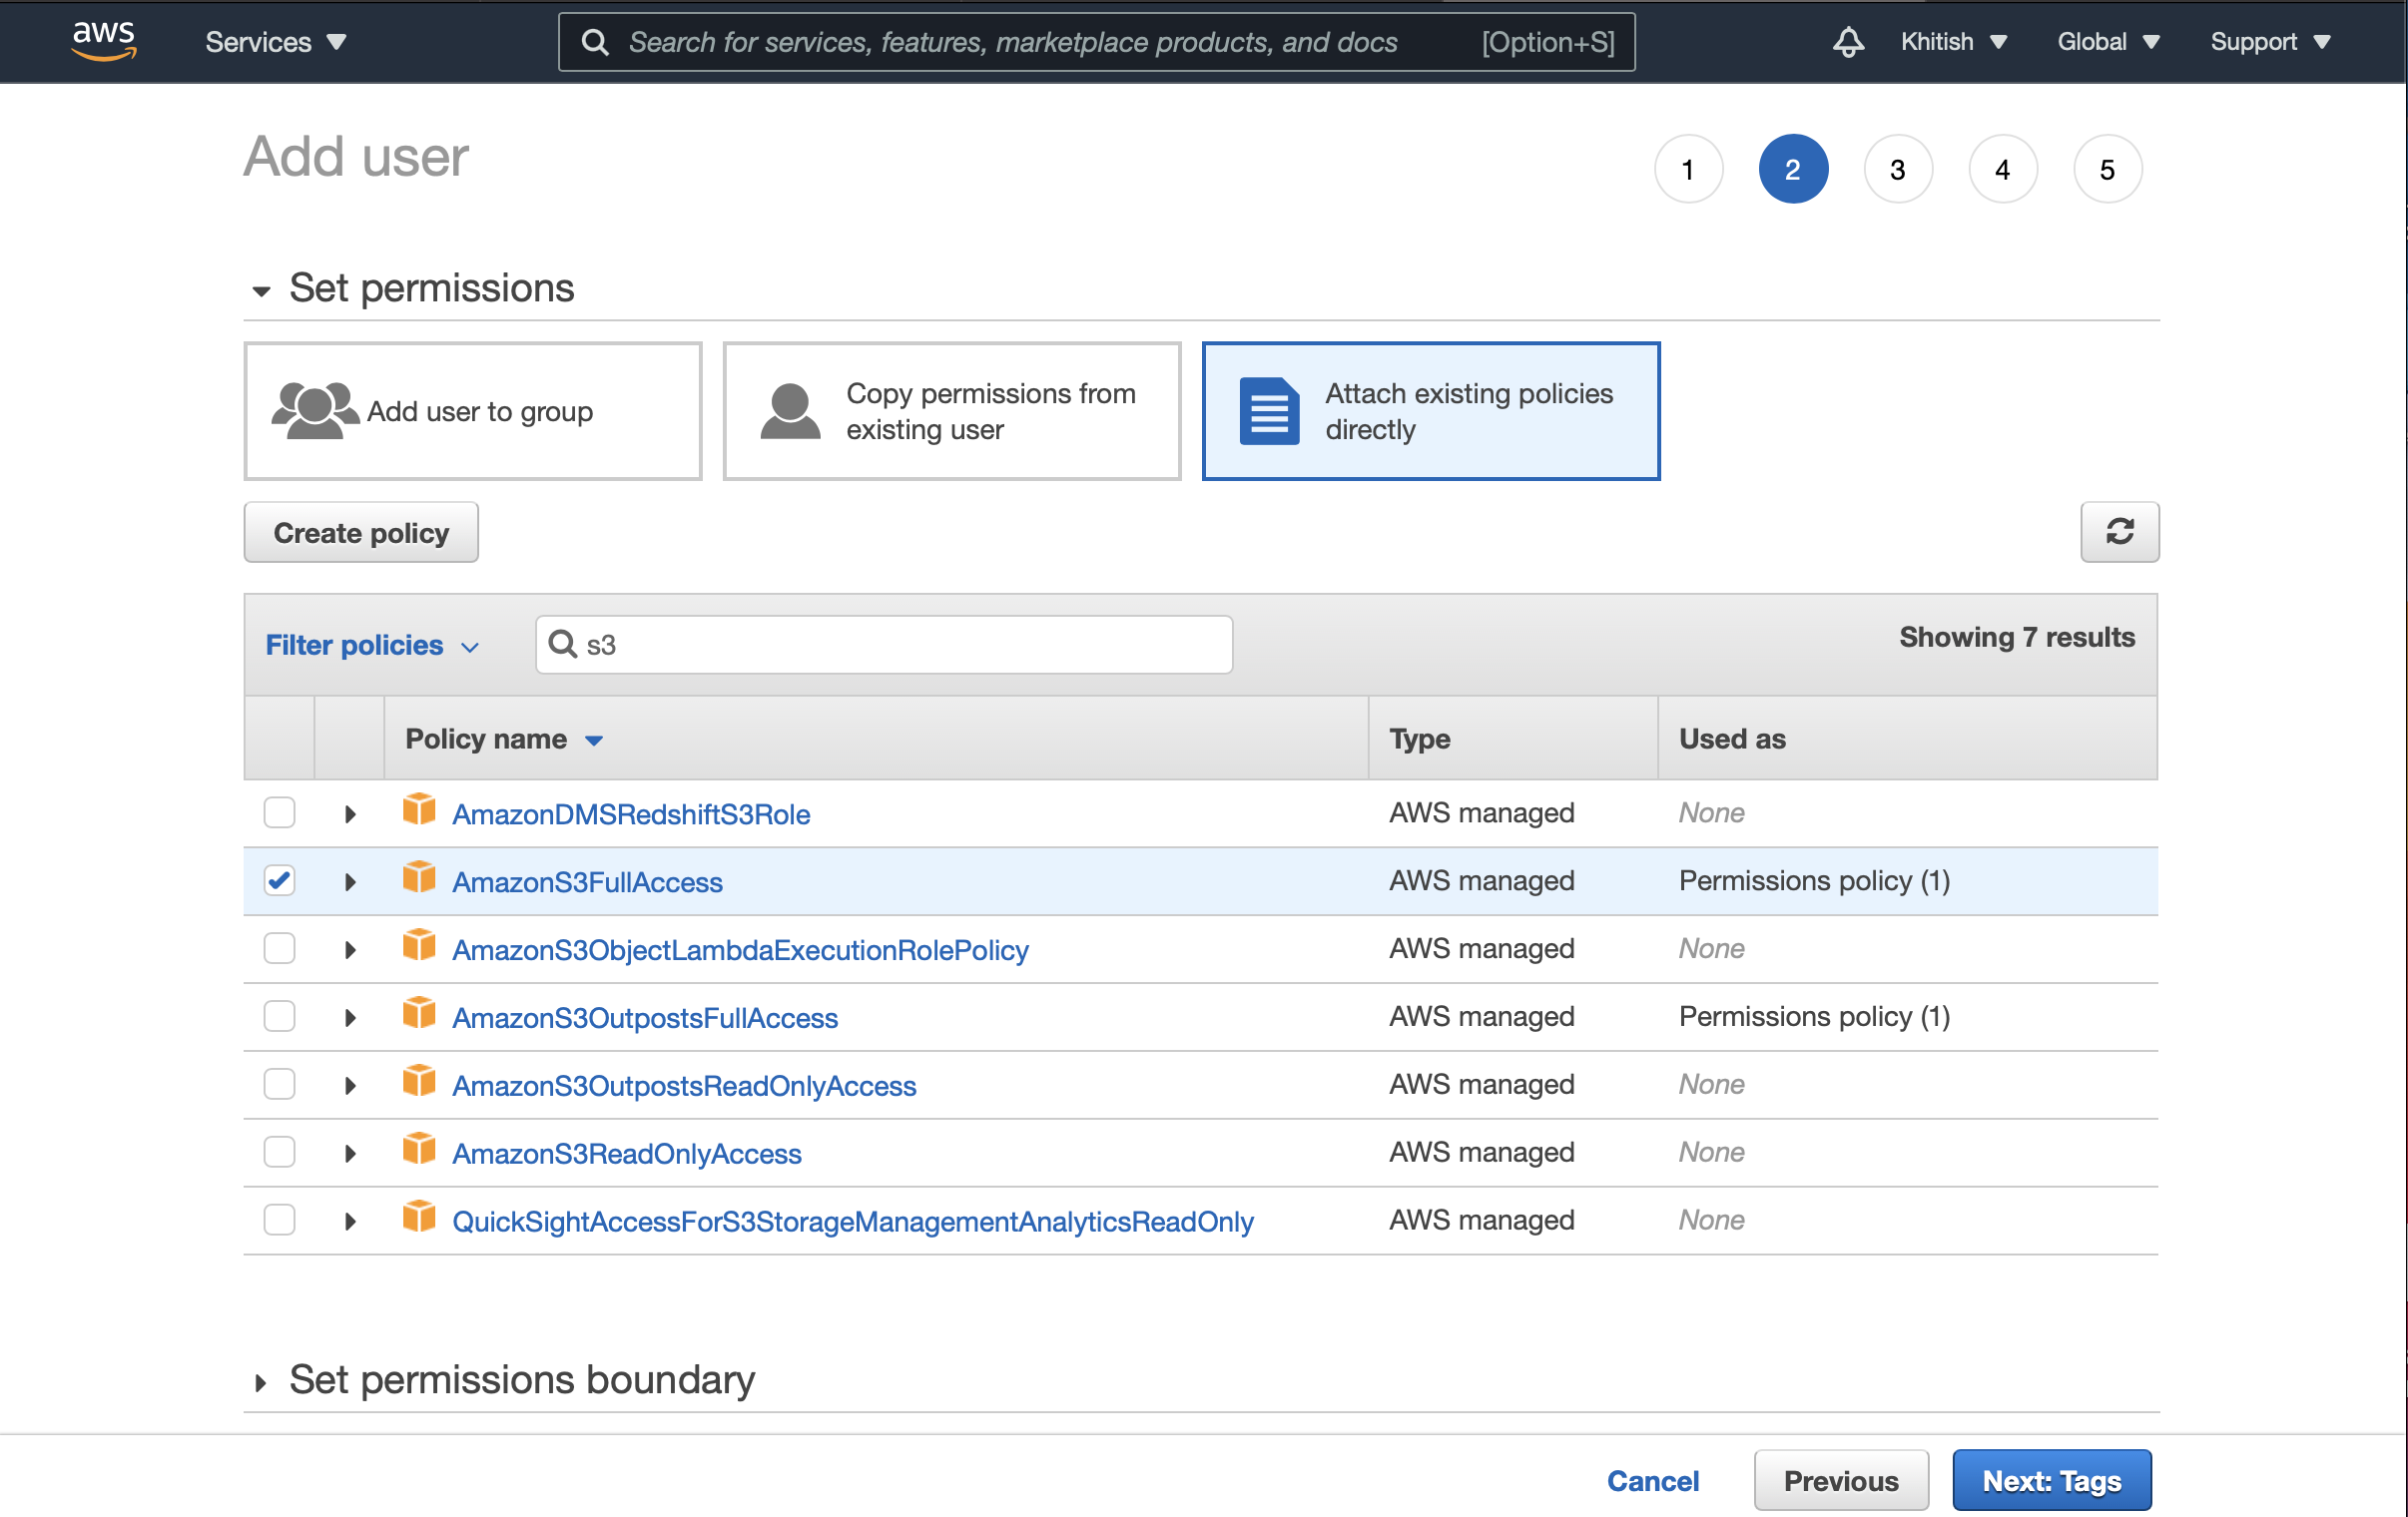 aws Services Search for services, features, marketplace products, and docs [Option+S] Khitish Global Support
Add user 1 2 3 4 5
Set permissions
Add user to group
Copy permissions from
existing user
Attach existing policies
directly
Create policy
Filter policies s3 Showing 7 results
Policy name Type Used as
AmazonDMSRedshiftS3Role AWS managed None
AmazonS3FullAccess AWS managed Permissions policy (1)
AmazonS3ObjectLambdaExecutionRolePolicy AWS managed None
AmazonS3OutpostsFullAccess AWS managed Permissions policy (1)
AmazonS3OutpostsReadOnlyAccess AWS managed None
AmazonS3ReadOnlyAccess AWS managed None
QuickSightAccessForS3StorageManagementAnalyticsReadOnly AWS managed None
Set permissions boundary
Cancel Previous Next: Tags